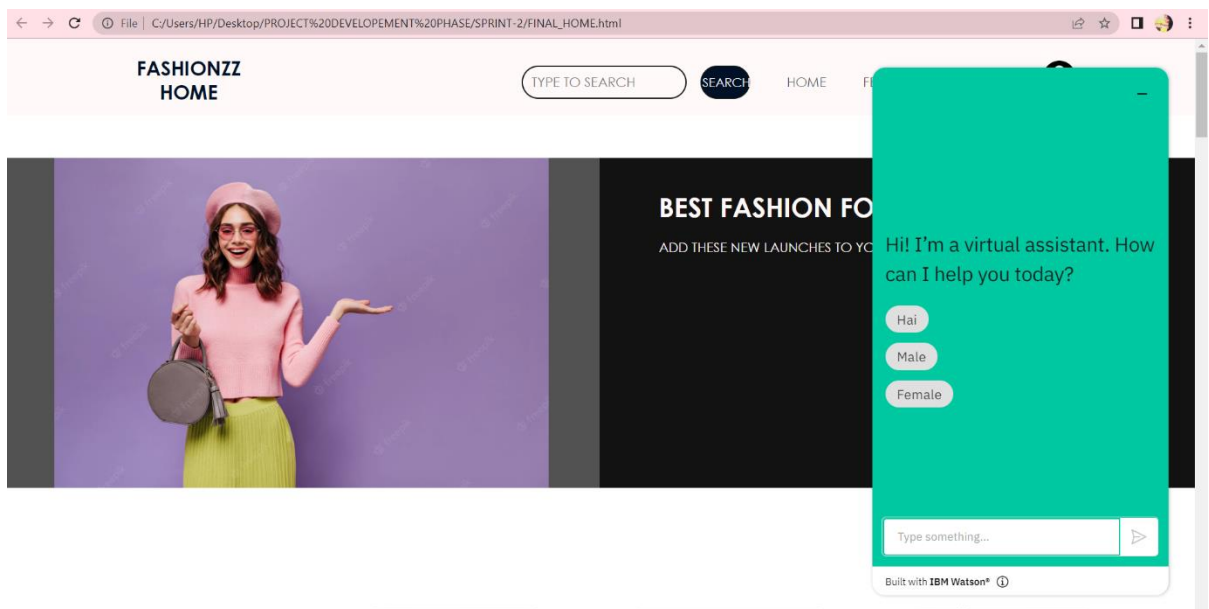 File | C:/Users/HP/Desktop/PROJECT%20DEVELOPEMENT%20PHASE/SPRINT-2/FINAL_HOME.html
FASHIONZZ
HOME
TYPE TO SEARCH
SEARCH
HOME
BEST FASHION FO
ADD THESE NEW LAUNCHES TO YO
Hi! I’m a virtual assistant. How
can I help you today?
Hai
Male
Female
Type something...
Built with IBM Watson®